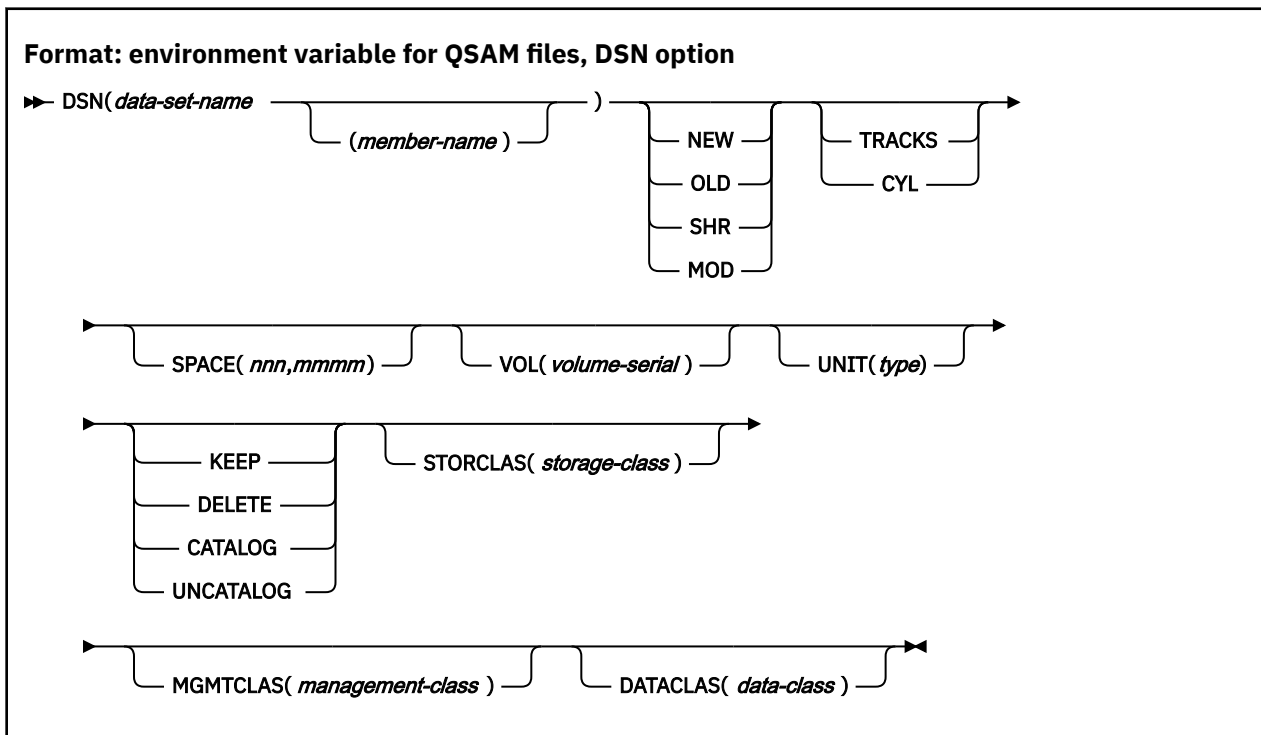 Format: environment variable for QSAM files, DSN option
DSN( data-set-name
( member-name )
)
NEW
OLD
SHR
MOD
TRACKS
CYL
SPACE( nnn,mmmm)
VOL( volume-serial )
UNIT( type)
KEEP
DELETE
CATALOG
UNCATALOG
STORCLAS( storage-class )
MGMTCLAS( management-class )
DATACLAS( data-class )